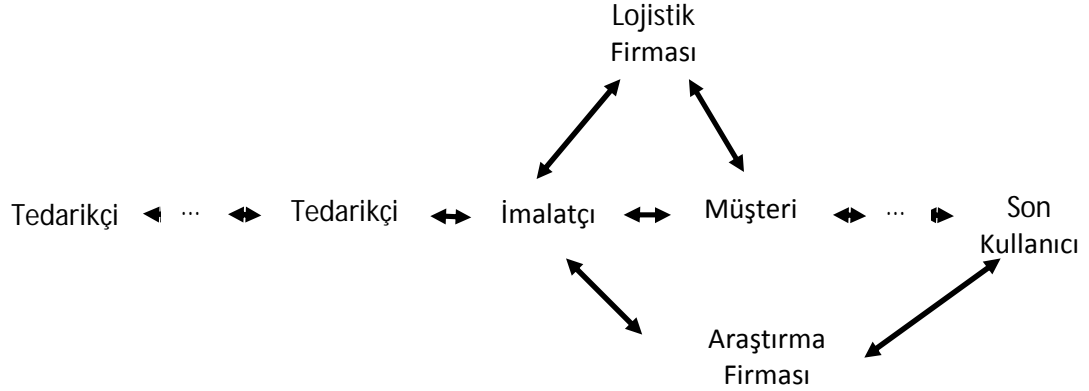 Lojistik
Firması
Tedarikçi ... Tedarikçi İmalatçı Müşteri ... Son
Kullanıcı
Araştırma
Firması